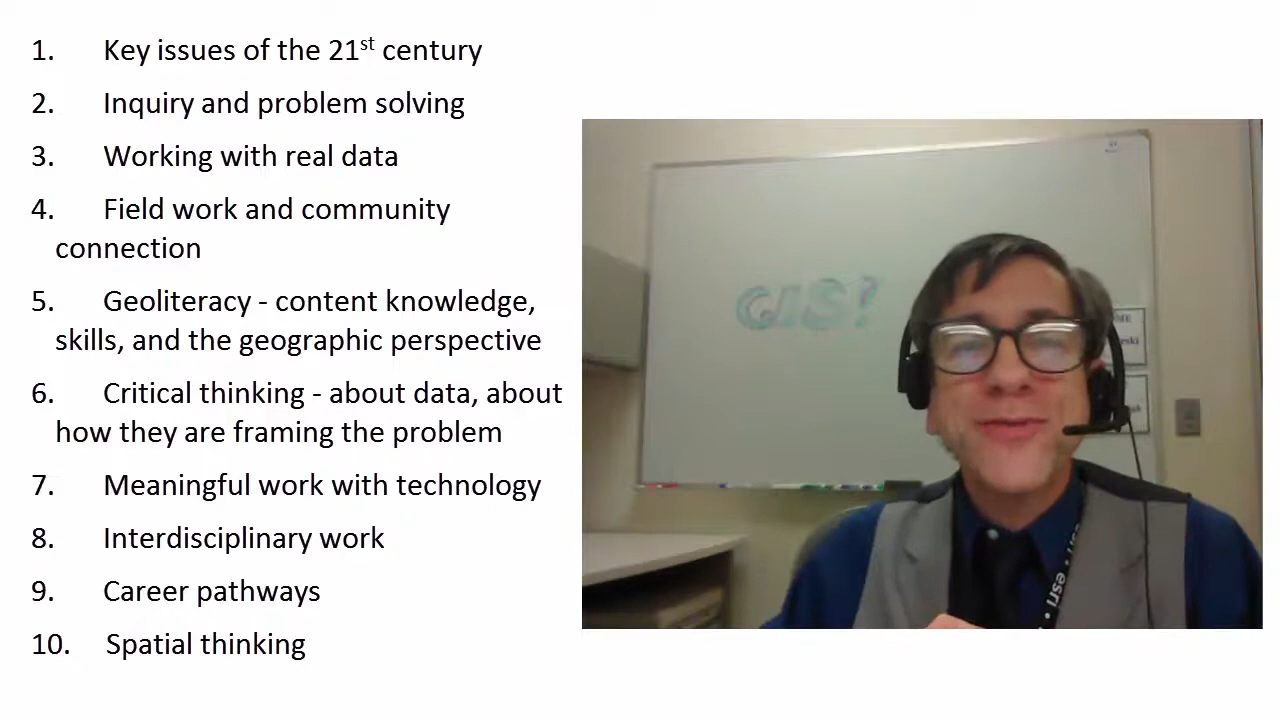 1. Key issues of the 21st century
2. Inquiry and problem solving
3. Working with real data
4. Field work and community
connection
5. Geoliteracy - content knowledge,
skills, and the geographic perspective
6. Critical thinking - about data, about
how they are framing the problem
7. Meaningful work with technology
8. Interdisciplinary work
9. Career pathways
10. Spatial thinking
GIS?
esri • esri •